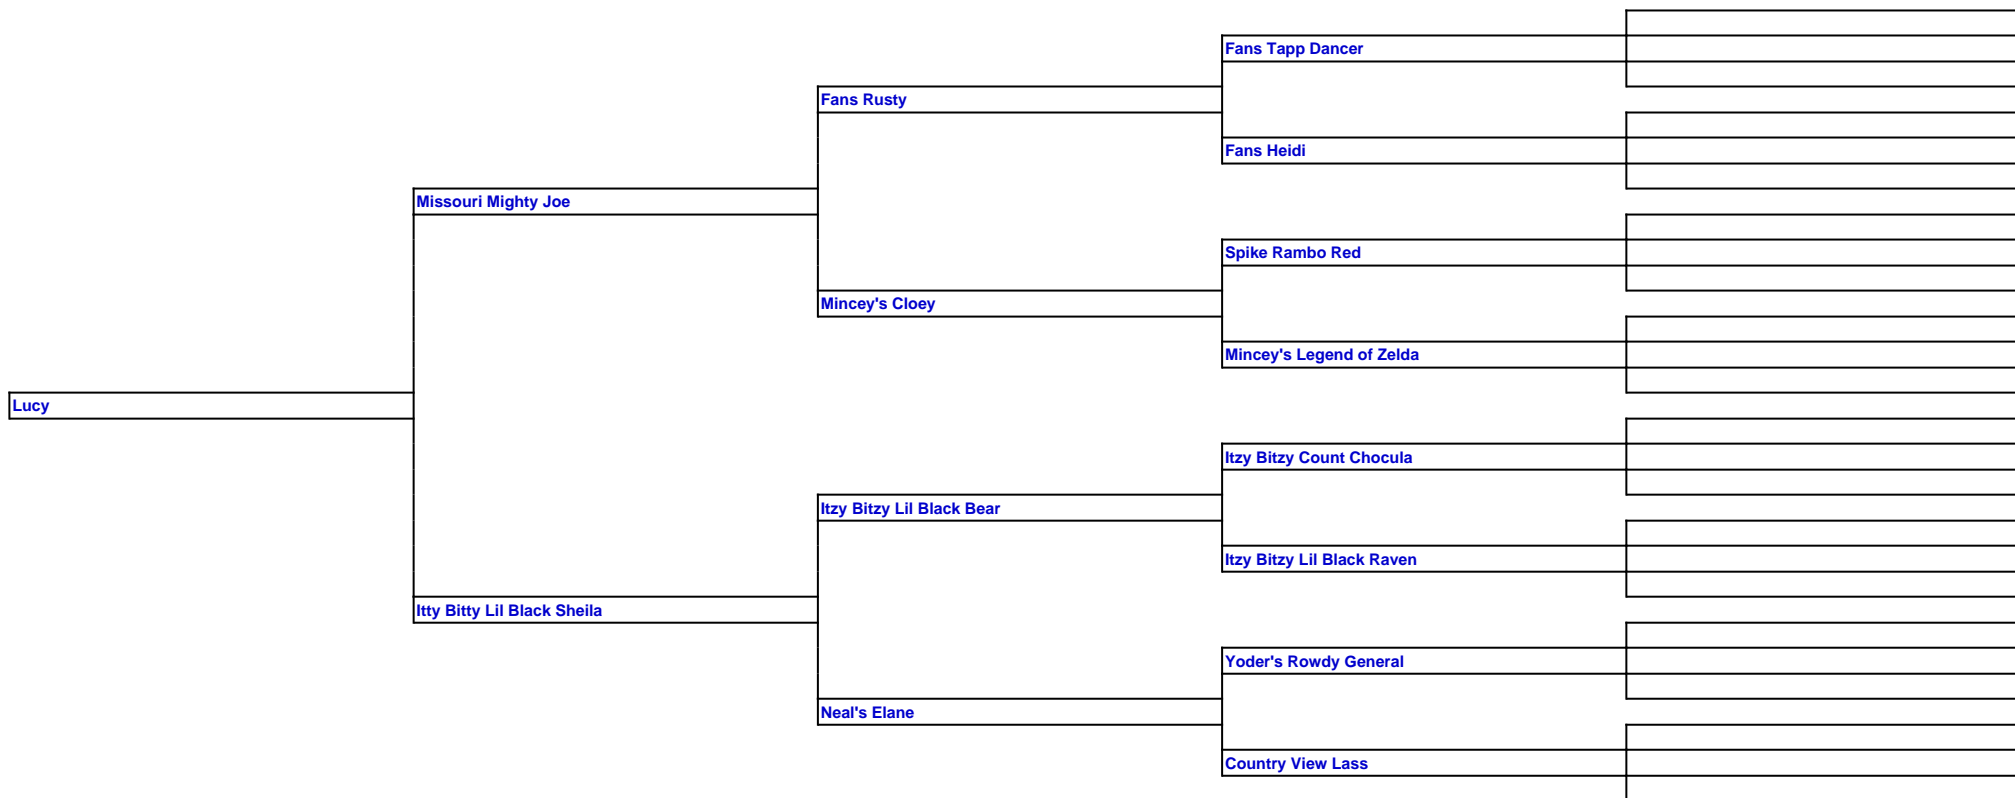 Fans Tapp Dancer
Fans Rusty
Fans Heidi
Missouri Mighty Joe
Spike Rambo Red
Mincey's Cloey
Mincey's Legend of Zelda
Lucy
Itzy Bitzy Count Chocula
Itzy Bitzy Lil Black Bear
Itzy Bitzy Lil Black Raven
Itty Bitty Lil Black Sheila
Yoder's Rowdy General
Neal's Elane
Country View Lass